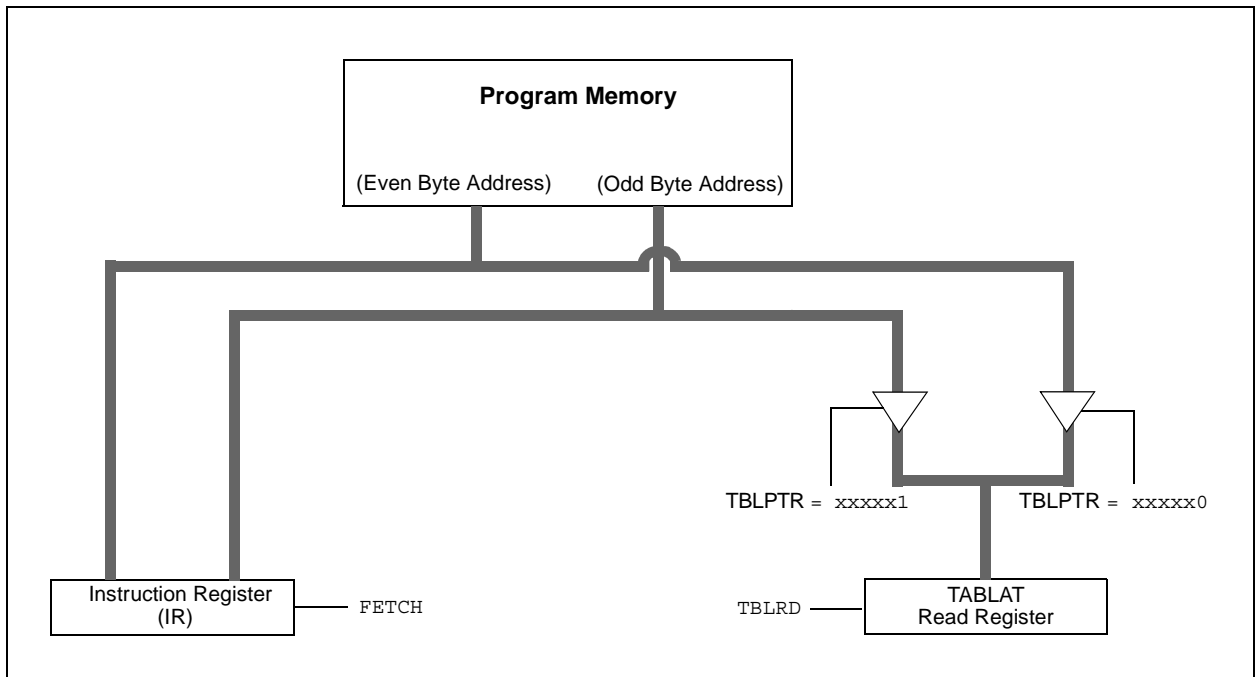 Program Memory
(Even Byte Address) (Odd Byte Address)
TBLPTR = xxxxx1 TBLPTR = xxxxx0
Instruction Register
(IR)
FETCH
TBLRD
TABLAT
Read Register